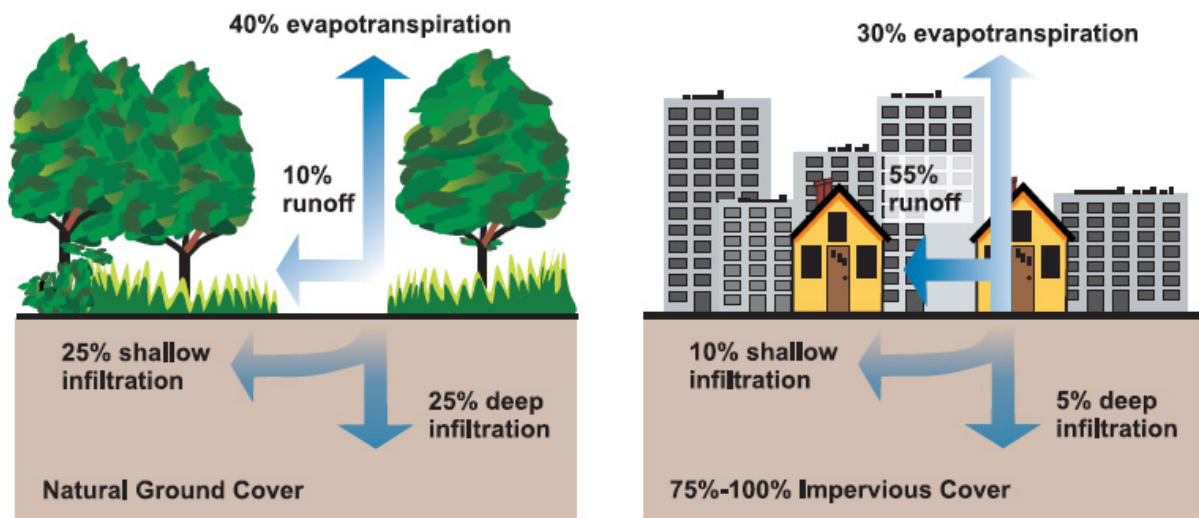 40% evapotranspiration
10%
runoff
25% shallow
infiltration
25% deep
infiltration
Natural Ground Cover
30% evapotranspiration
55%
runoff
10% shallow
infiltration
5% deep
infiltration
75%-100% Impervious Cover